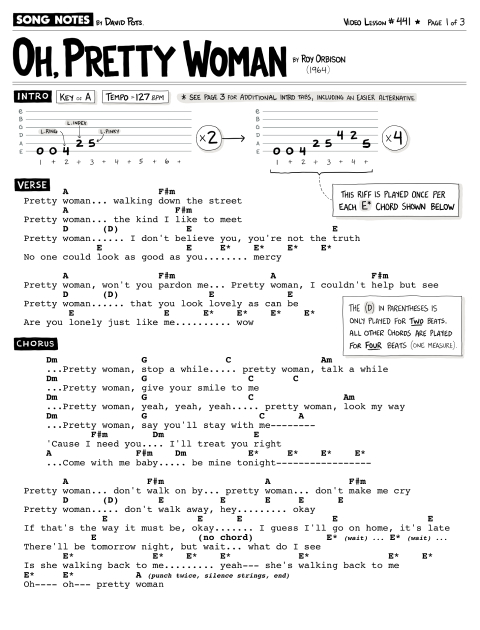 SONG NOTES BY DAVID POTS. VIDEO LESSON # 441 ★ PAGE 1 of 3
OH, PRETTY WOMAN BY ROY ORBISON
(1964)
INTRO KEY OF A TEMPO = 127 BPM * SEE PAGE 3 FOR ADDITIONAL INTRO TABS, INCLUDING AN EASIER ALTERNATIVE
E
B
G
D
A
E
L.RING L.INDEX L.PINKY
0 0 4 2 5
1 + 2 + 3 + 4 + 5 + 6 +
x2
E
B
G
D
A
E
0 0 4 2 5 4 2 5
1 + 2 + 3 + 4 +
x4
THIS RIFF IS PLAYED ONCE PER
EACH E* CHORD SHOWN BELOW
VERSE
A F#m
Pretty woman... walking down the street
A F#m
Pretty woman... the kind I like to meet
D (D) E E
Pretty woman...... I don't believe you, you're not the truth
E E E* E* E* E*
No one could look as good as you........ mercy
A F#m A F#m
Pretty woman, won't you pardon me... Pretty woman, I couldn't help but see
D (D) E E
Pretty woman...... that you look lovely as can be
E E E* E* E* E*
Are you lonely just like me.......... wow
THE (D) IN PARENTHESES IS
ONLY PLAYED FOR TWO BEATS.
ALL OTHER CHORDS ARE PLAYED
FOR FOUR BEATS (ONE MEASURE).
CHORUS
Dm G C Am
...Pretty woman, stop a while..... pretty woman, talk a while
Dm G C C
...Pretty woman, give your smile to me
Dm G C Am
...Pretty woman, yeah, yeah, yeah..... pretty woman, look my way
Dm G C A
...Pretty woman, say you'll stay with me--------
F#m Dm E
'Cause I need you.... I'll treat you right
A F#m Dm E* E* E* E*
...Come with me baby..... be mine tonight-----------------
A F#m A F#m
Pretty woman... don't walk on by... pretty woman... don't make me cry
D (D) E E E E
Pretty woman..... don't walk away, hey......... okay
E E E E E
If that's the way it must be, okay....... I guess I'll go on home, it's late
E (no chord) E* (wait) ... E* (wait) ...
There'll be tomorrow night, but wait... what do I see
E* E* E* E* E* E* E*
Is she walking back to me......... yeah--- she's walking back to me
E* E* A (punch twice, silence strings, end)
Oh---- oh--- pretty woman